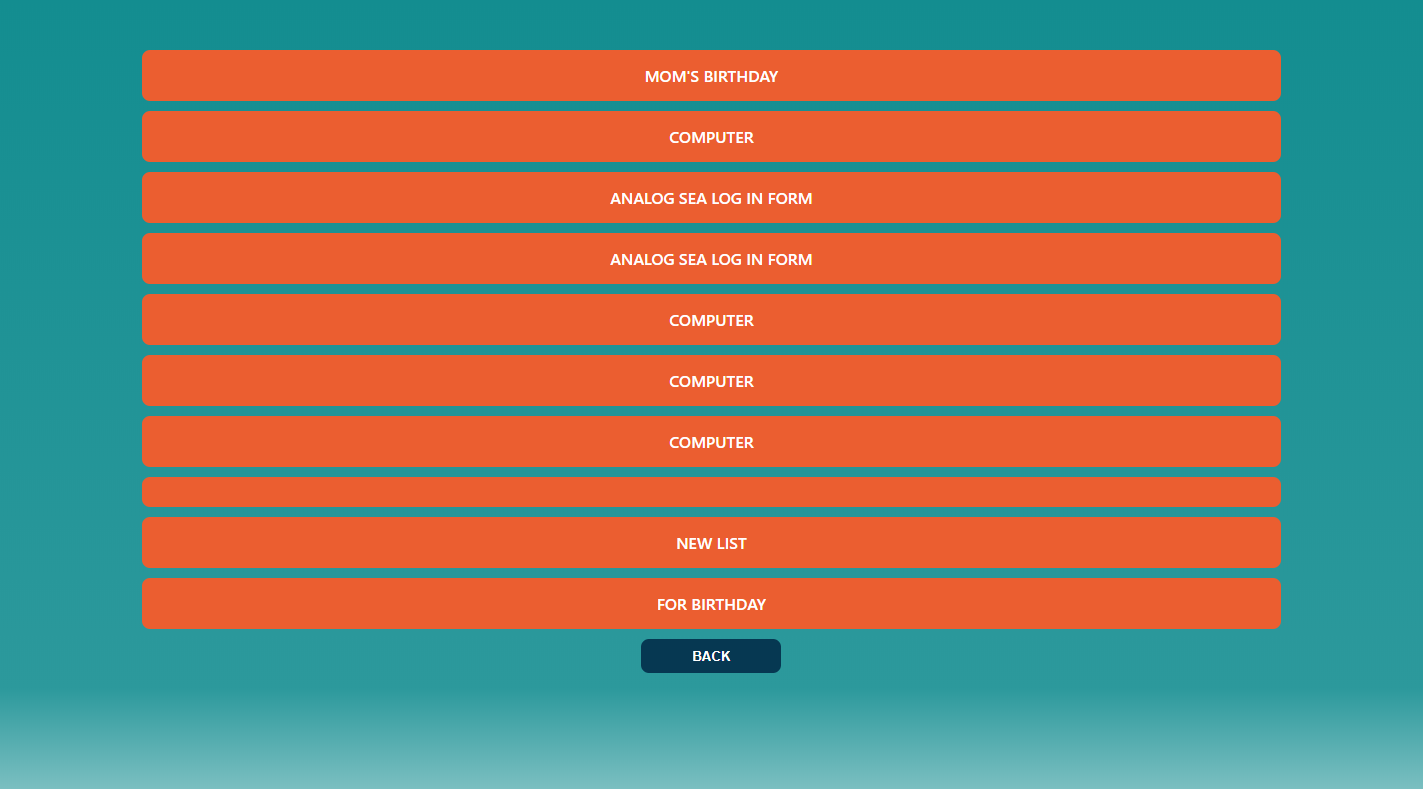 MOM'S BIRTHDAY
COMPUTER
ANALOG SEA LOG IN FORM
ANALOG SEA LOG IN FORM
COMPUTER
COMPUTER
COMPUTER
NEW LIST
FOR BIRTHDAY
BACK